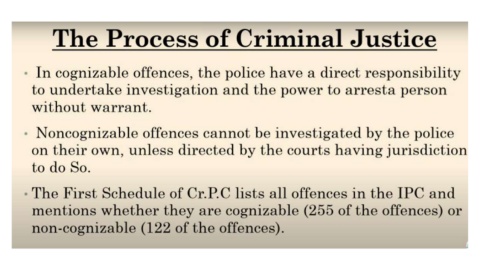 The Process of Criminal Justice
• In cognizable offences, the police have a direct responsibility
to undertake investigation and the power to arresta person
without warrant.
• Noncognizable offences cannot be investigated by the police
on their own, unless directed by the courts having jurisdiction
to do So.
• The First Schedule of Cr.P.C lists all offences in the IPC and
mentions whether they are cognizable (255 of the offences) or
non-cognizable (122 of the offences).